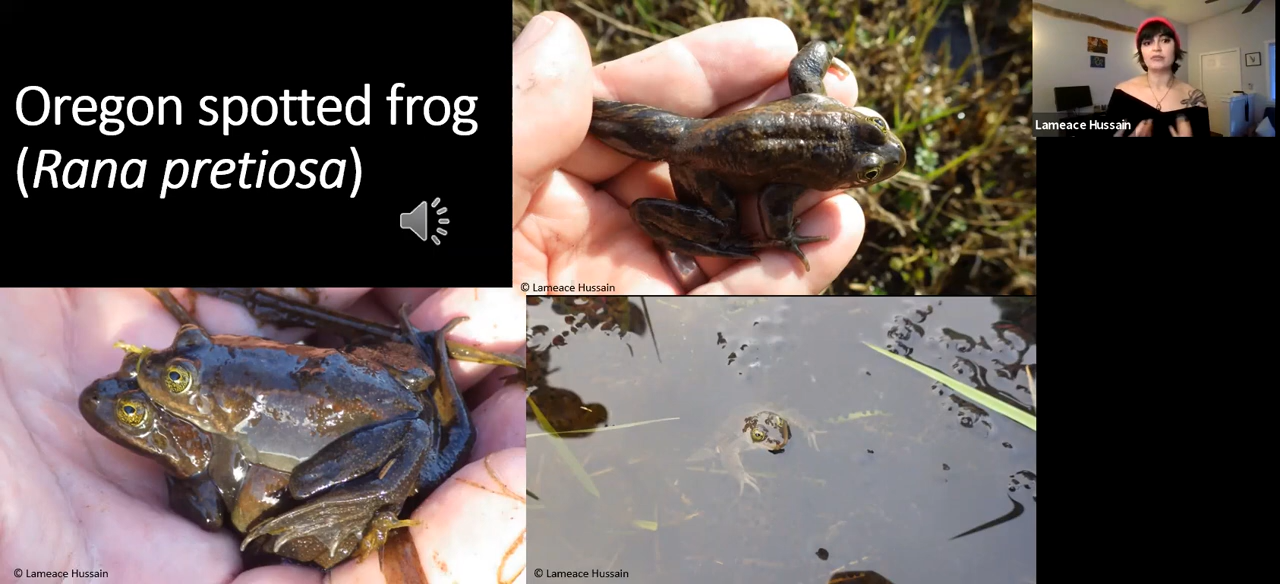 Oregon spotted frog
(Rana pretiosa)
© Lameace Hussain
Lameace Hussain
© Lameace Hussain
© Lameace Hussain